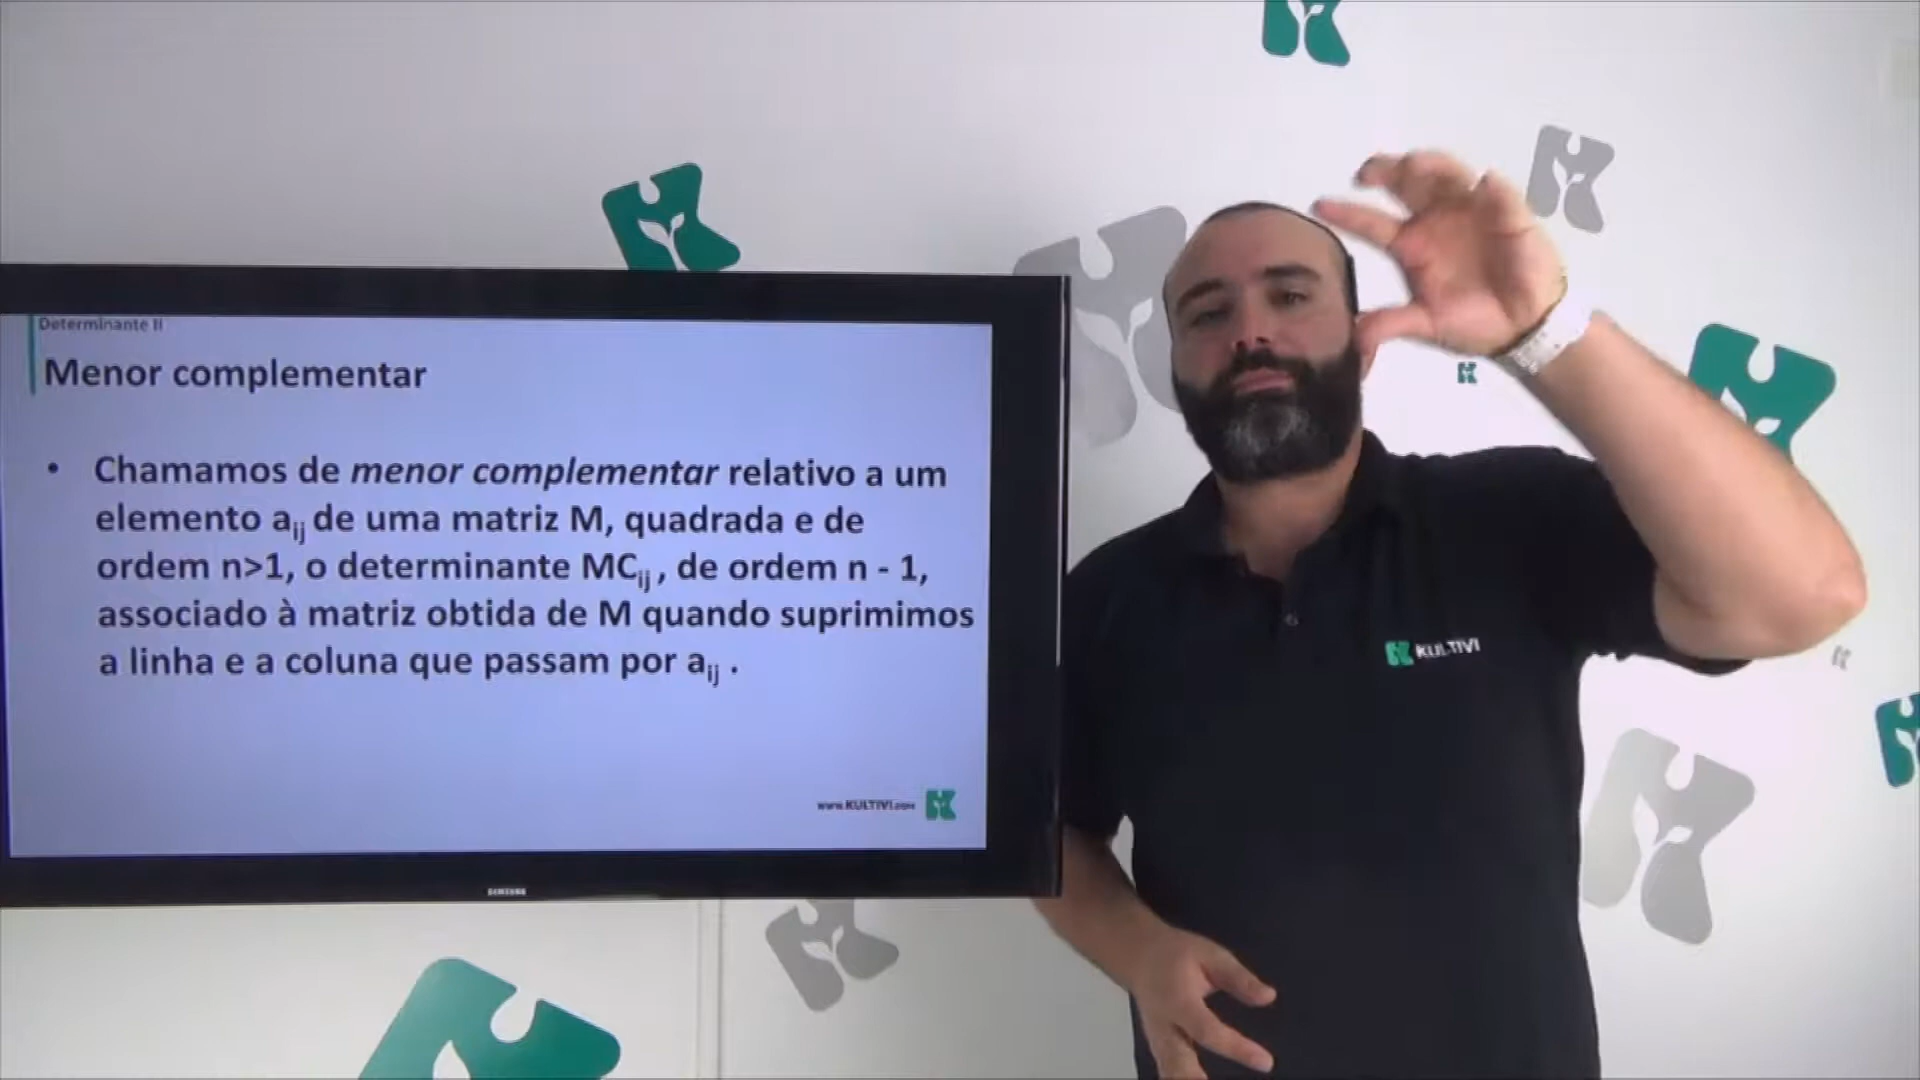 Determinante II
Menor complementar
• Chamamos de menor complementar relativo a um
elemento aij de uma matriz M, quadrada e de
ordem n>1, o determinante MCij , de ordem n - 1,
associado à matriz obtida de M quando suprimimos
a linha e a coluna que passam por aij .
www.KULTIVI.com
SAMSUNG
KULTIVI